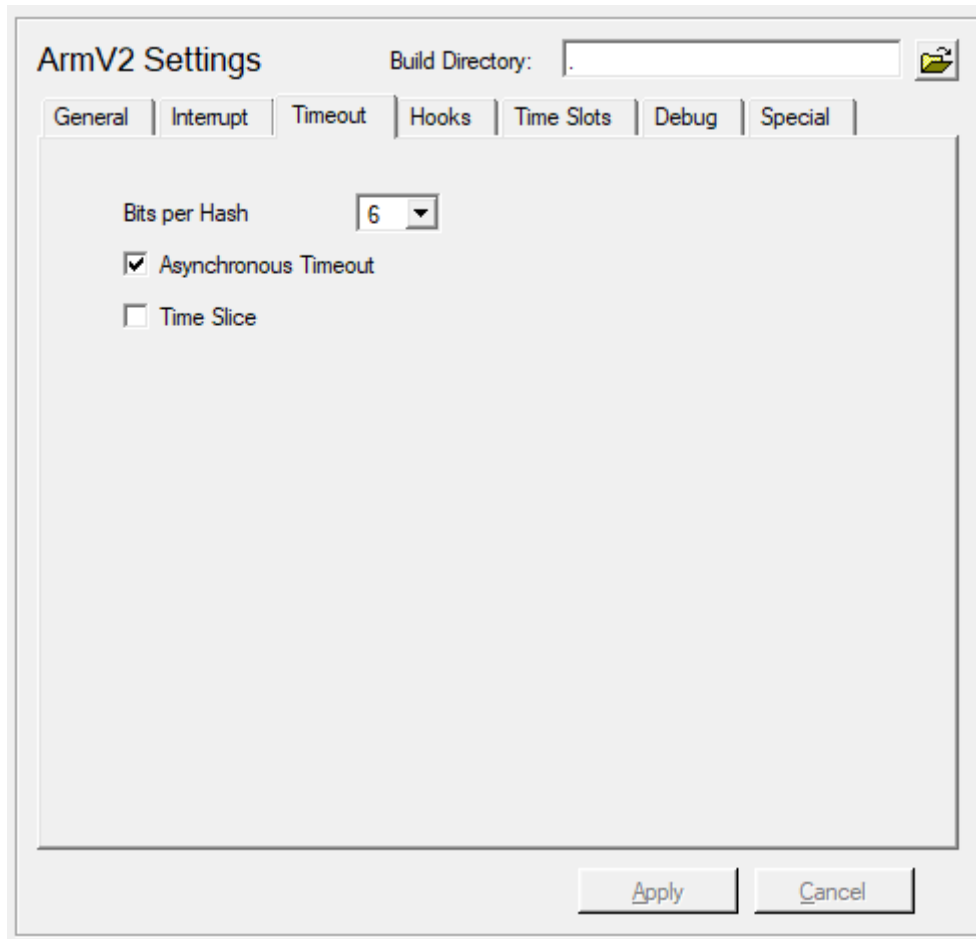 ArmV2 Settings Build Directory: .
General Interrupt Timeout Hooks Time Slots Debug Special
Bits per Hash 6
Asynchronous Timeout
Time Slice
Apply Cancel